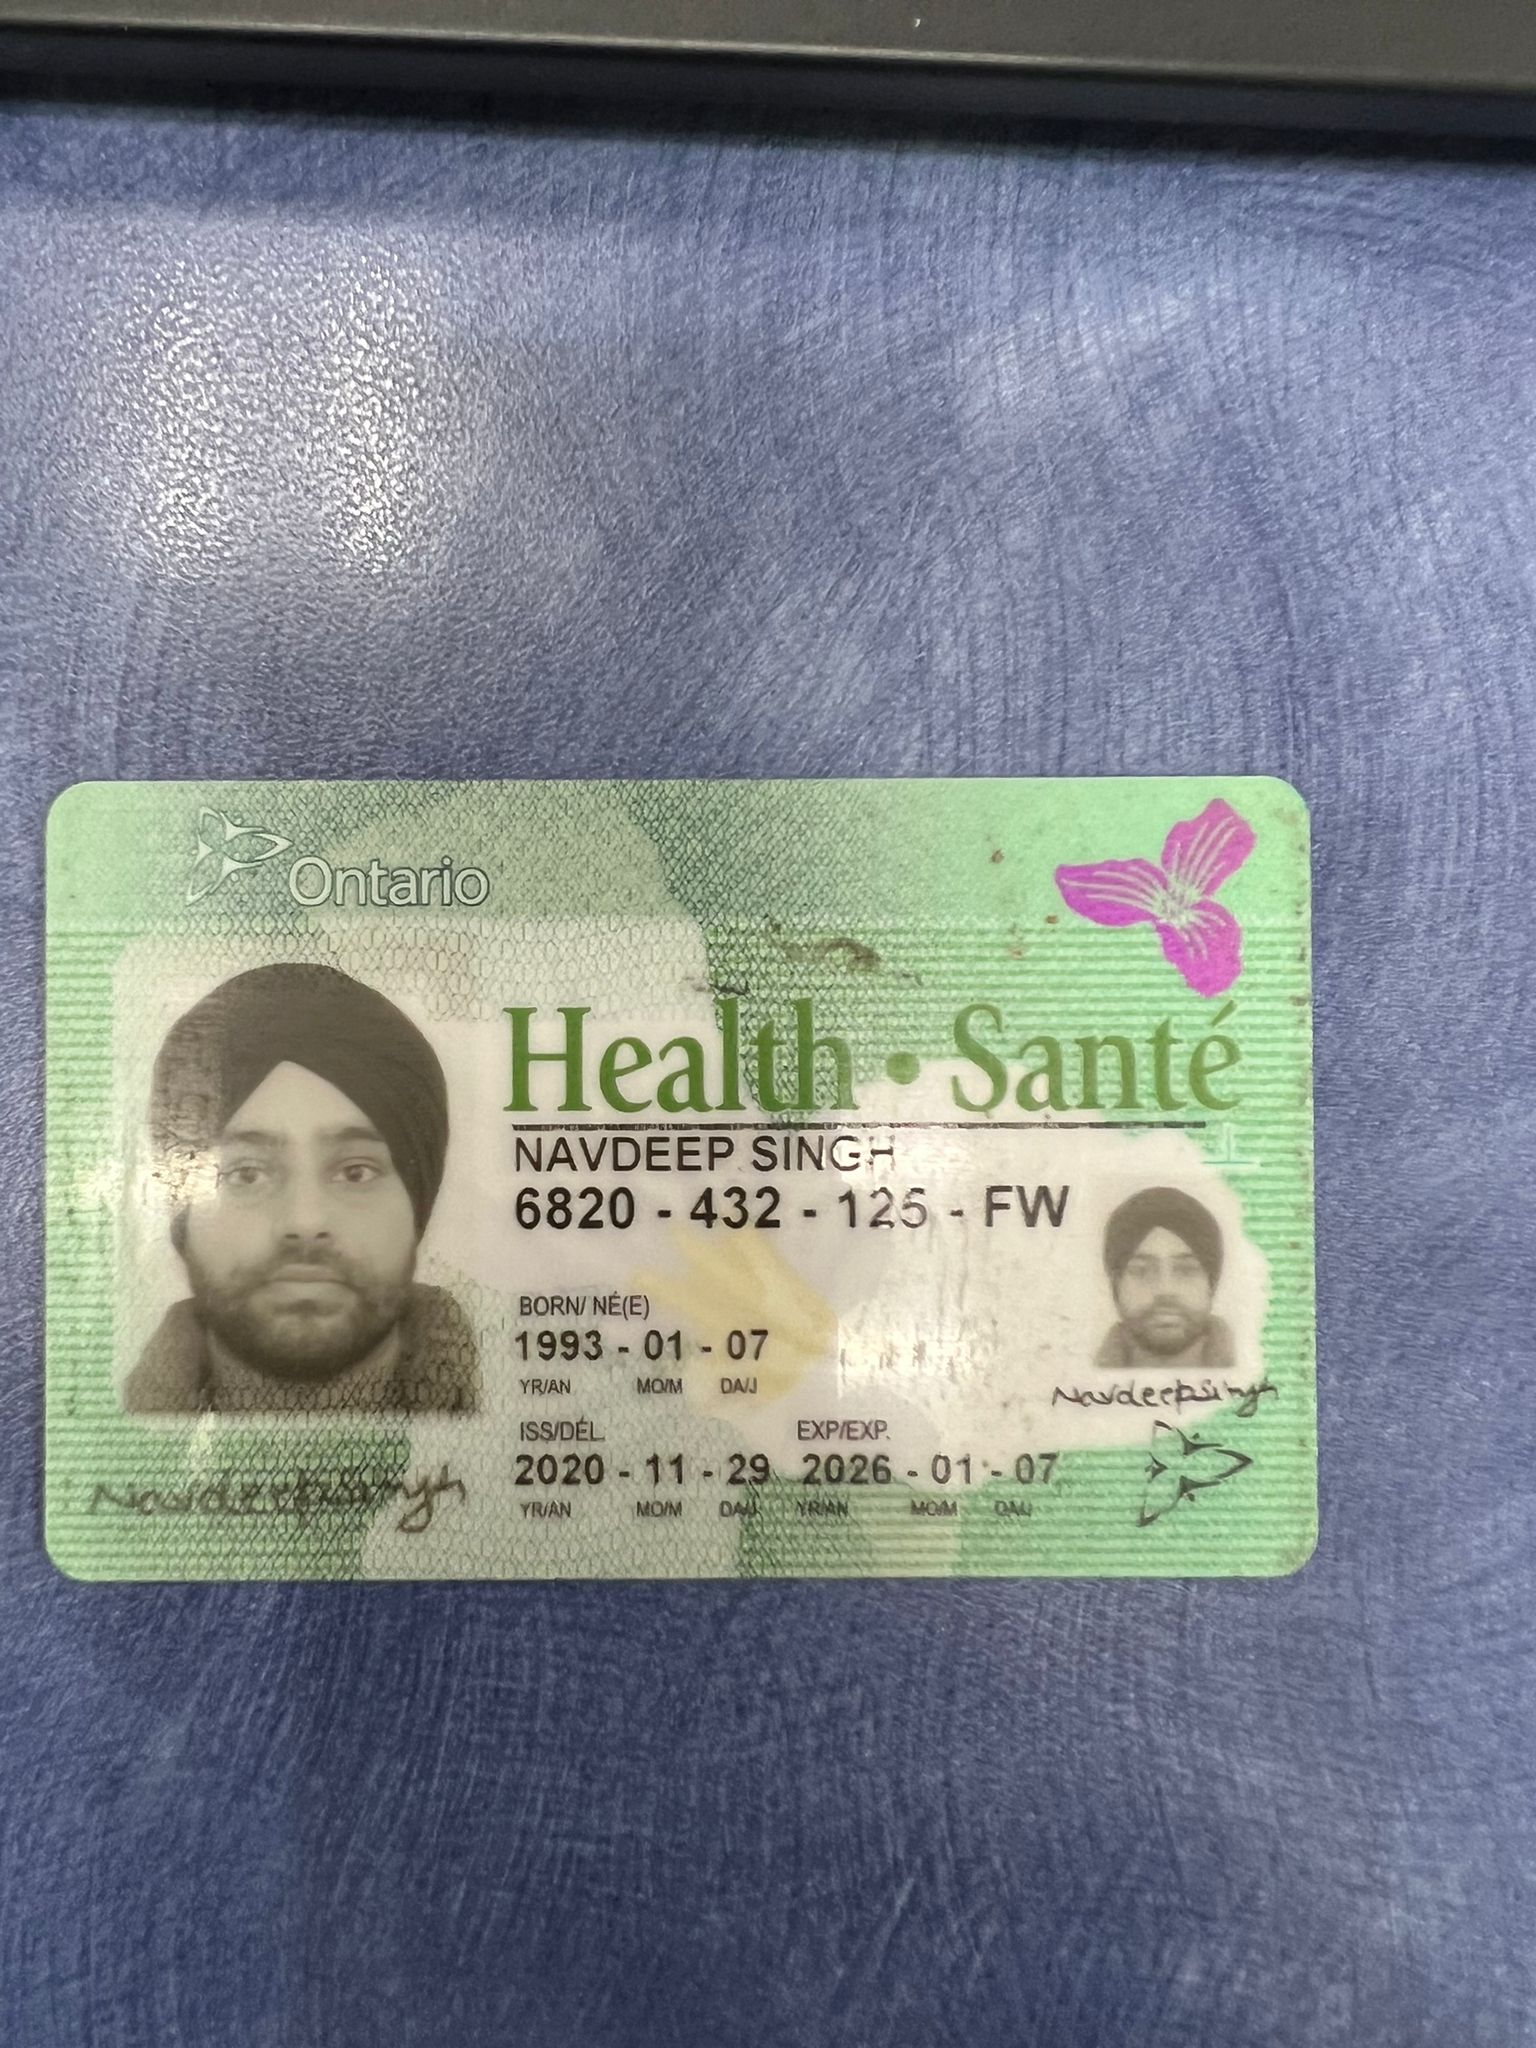 Ontario
Health • Santé
NAVDEEP SINGH
6820 - 432 - 125 - FW
BORN/ NÉ(E)
1993 - 01 - 07
YR/AN MO/M DA/J
Navdeepsingh
ISS/DÉL. EXP/EXP.
2020 - 11 - 29 2026 - 01 - 07
YR/AN MO/M DA/J YR/AN MO/M DA/J
Navdeepsingh